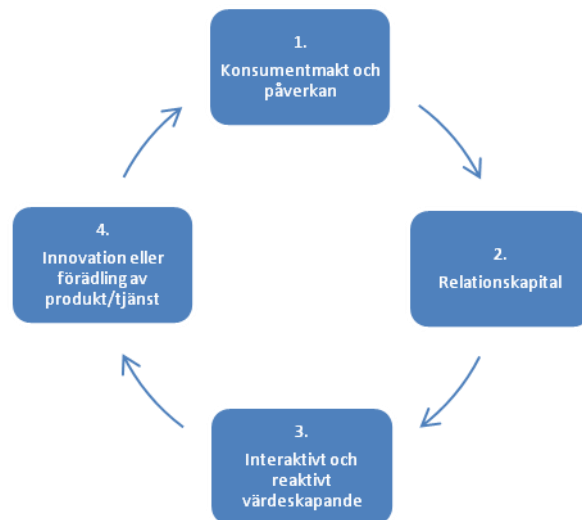 1.
Konsumentmakt och
påverkan
2.
Relationskapital
3.
Interaktivt och
reaktivt
värdeskapande
4.
Innovation eller
förädling av
produkt/tjänst